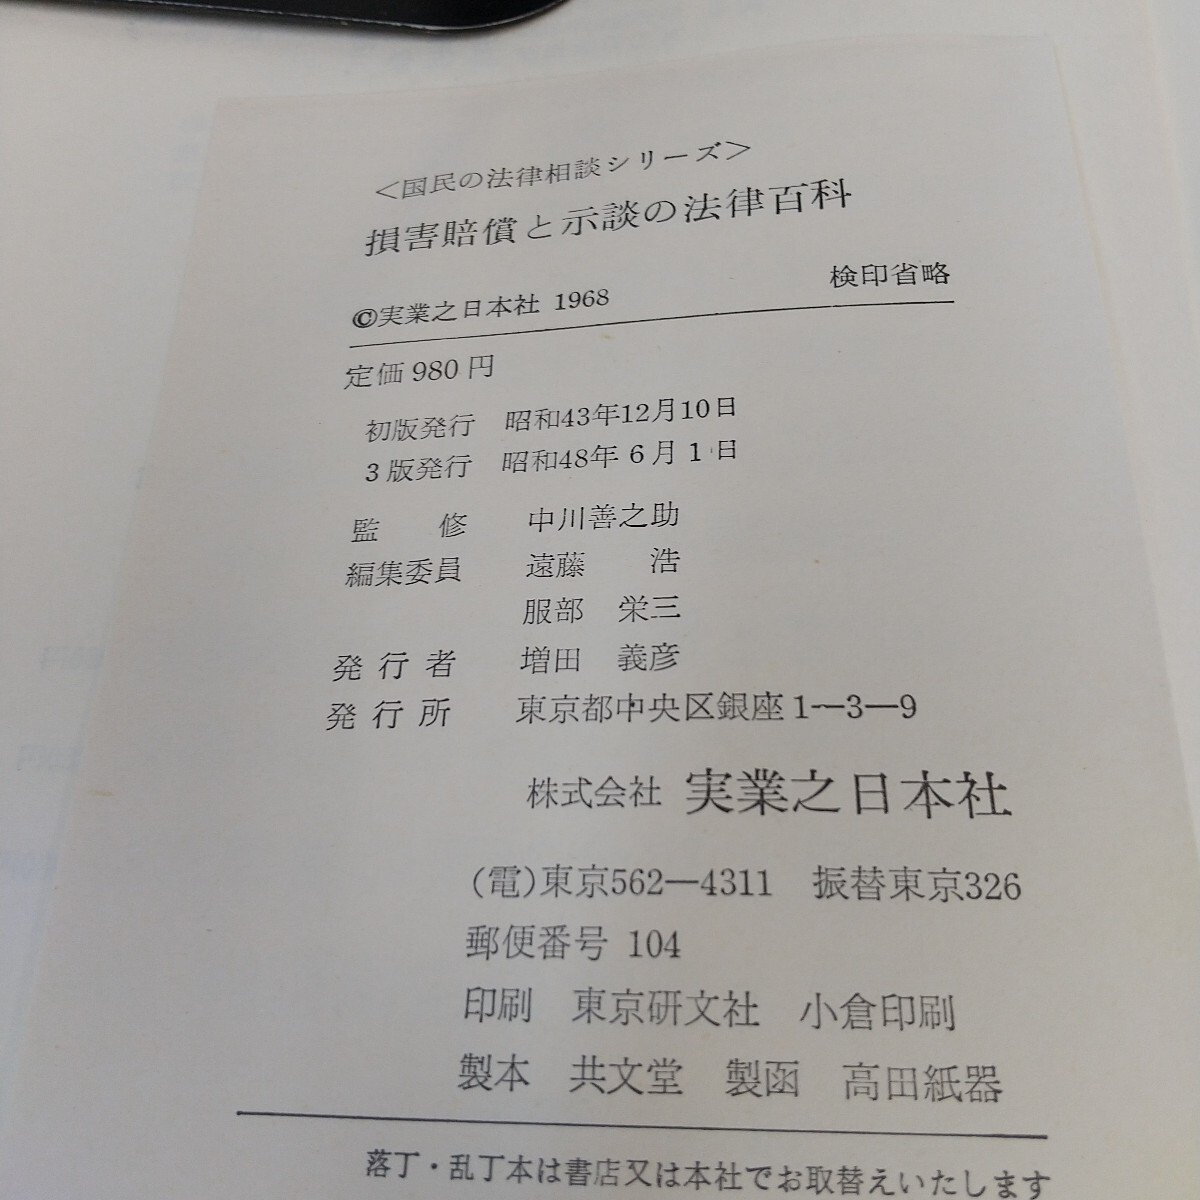 ＜国民の法律相談シリーズ＞
損害賠償と示談の法律百科
©実業之日本社 1968 検印省略
定価980円
初版発行 昭和43年12月10日
3版発行 昭和48年6月1日
監修 中川善之助
編集委員 遠藤 浩
服部 栄三
発行者 増田 義彦
発行所 東京都中央区銀座1—3—9
株式会社 実業之日本社
(電)東京562—4311 振替東京326
郵便番号 104
印刷 東京研文社 小倉印刷
製本 共文堂 製函 高田紙器
落丁・乱丁本は書店又は本社でお取替えいたします